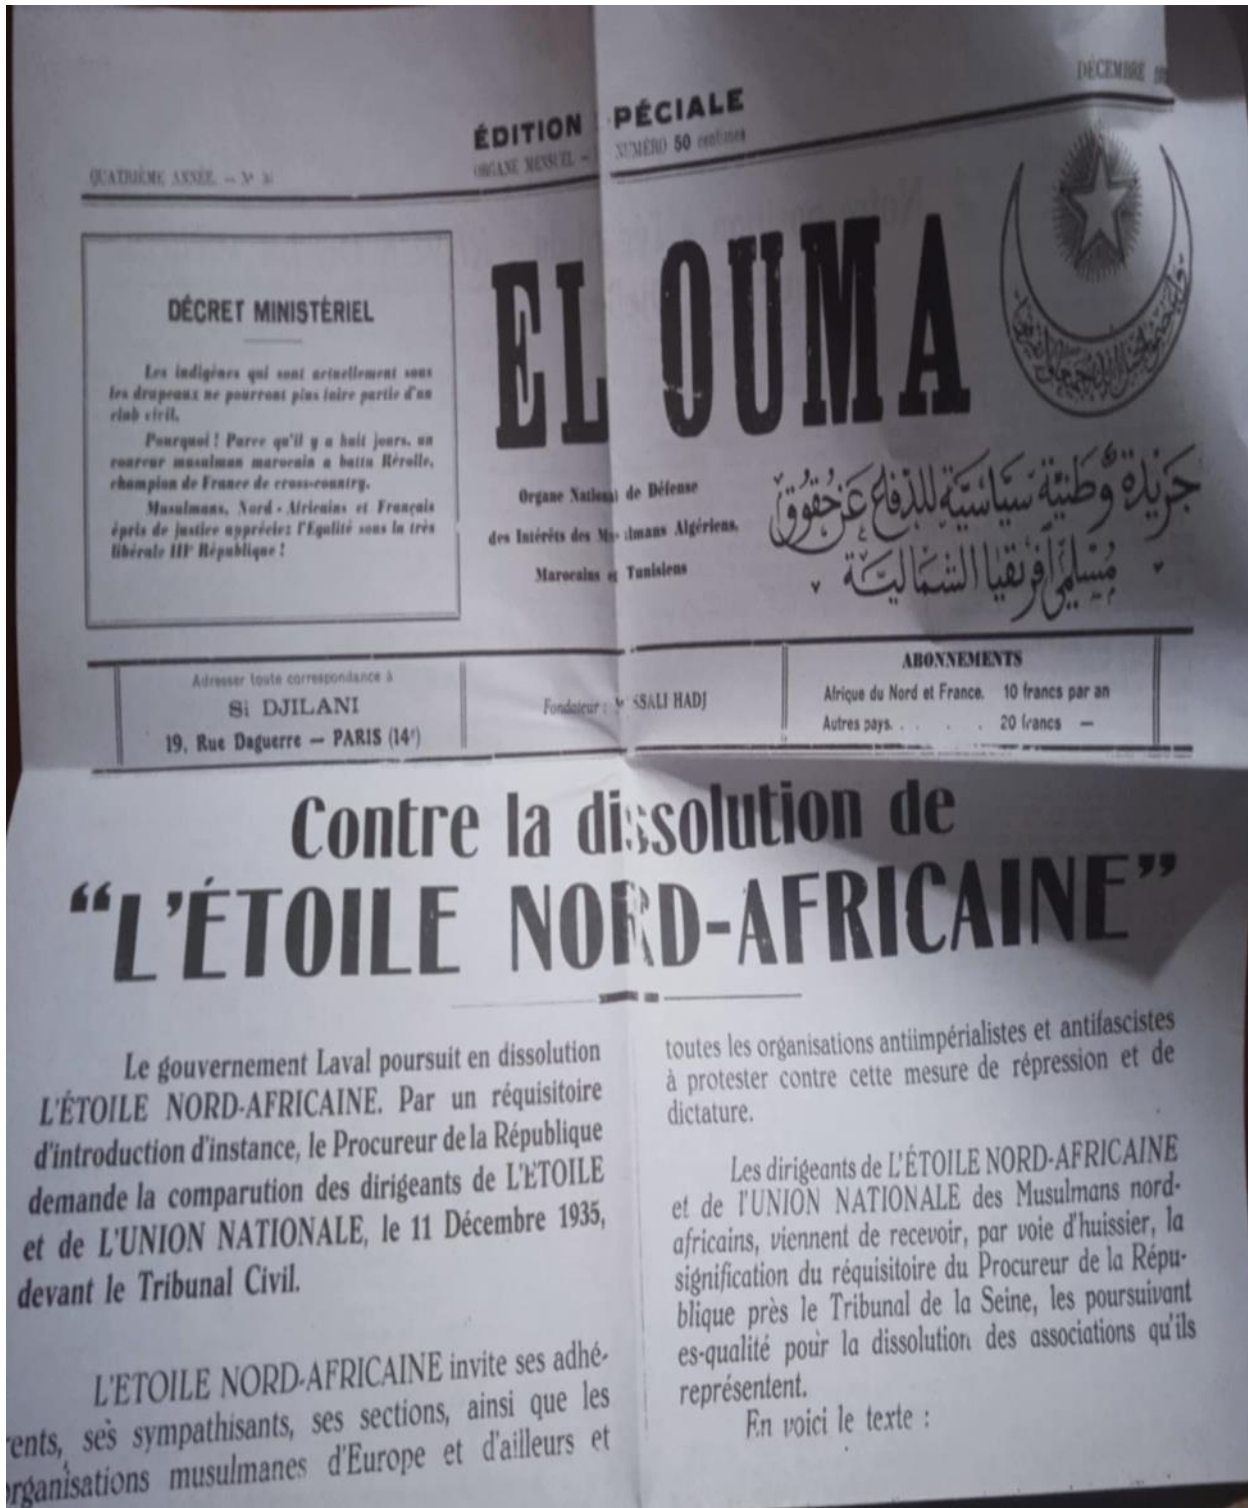 DÉCEMBRE
ÉDITION PÉCIALE
QUATRIÈME ANNÉE. — N°
ORGANE MENSUEL —
NUMÉRO 50 centimes
DÉCRET MINISTÉRIEL
Les indigènes qui sont actuellement sous
les drapeaux ne pourront plus faire partie d'un
club civil.
Pourquoi ! Parce qu'il y a huit jours, un
coureur musulman marocain a battu Rérolle,
champion de France de cross-country.
Musulmans, Nord-Africains et Français
épris de justice appréciez l'Egalité sous la très
libérale IIIe République !
EL OUMA
Organe National de Défense
des Intérêts des Musulmans Algériens,
Marocains et Tunisiens
جريدة وطنية سياسية للدفاع عن حقوق
مسلمي افريقيا الشمالية
Adresser toute correspondance à
Si DJILANI
19, Rue Daguerre — PARIS (14e)
Fondateur : M SSALI HADJ
ABONNEMENTS
Afrique du Nord et France. 10 francs par an
Autres pays. . . . . 20 francs —
Contre la dissolution de
“L'ÉTOILE NORD-AFRICAINE”
Le gouvernement Laval poursuit en dissolution
L'ÉTOILE NORD-AFRICAINE. Par un réquisitoire
d'introduction d'instance, le Procureur de la République
demande la comparution des dirigeants de L'ETOILE
et de L'UNION NATIONALE, le 11 Décembre 1935,
devant le Tribunal Civil.
L'ETOILE NORD-AFRICAINE invite ses adhé-
rents, ses sympathisants, ses sections, ainsi que les
organisations musulmanes d'Europe et d'ailleurs et
toutes les organisations antiimpérialistes et antifascistes
à protester contre cette mesure de répression et de
dictature.
Les dirigeants de L'ÉTOILE NORD-AFRICAINE
et de l'UNION NATIONALE des Musulmans nord-
africains, viennent de recevoir, par voie d'huissier, la
signification du réquisitoire du Procureur de la Répu-
blique près le Tribunal de la Seine, les poursuivant
es-qualité pour la dissolution des associations qu'ils
représentent.
En voici le texte :